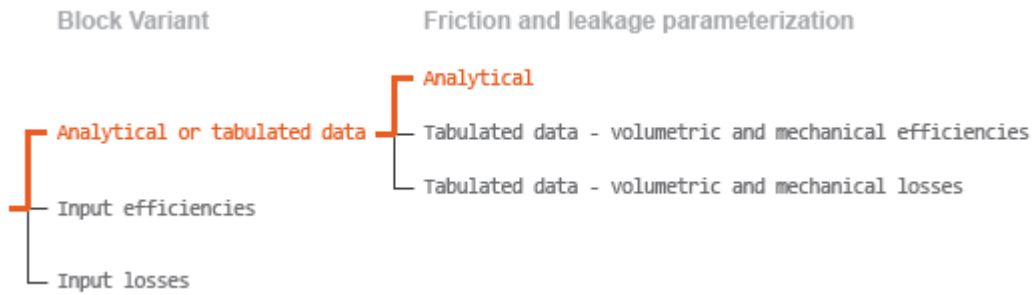 Block Variant
Friction and leakage parameterization
Analytical
Analytical or tabulated data
Tabulated data - volumetric and mechanical efficiencies
Tabulated data - volumetric and mechanical losses
Input efficiencies
Input losses